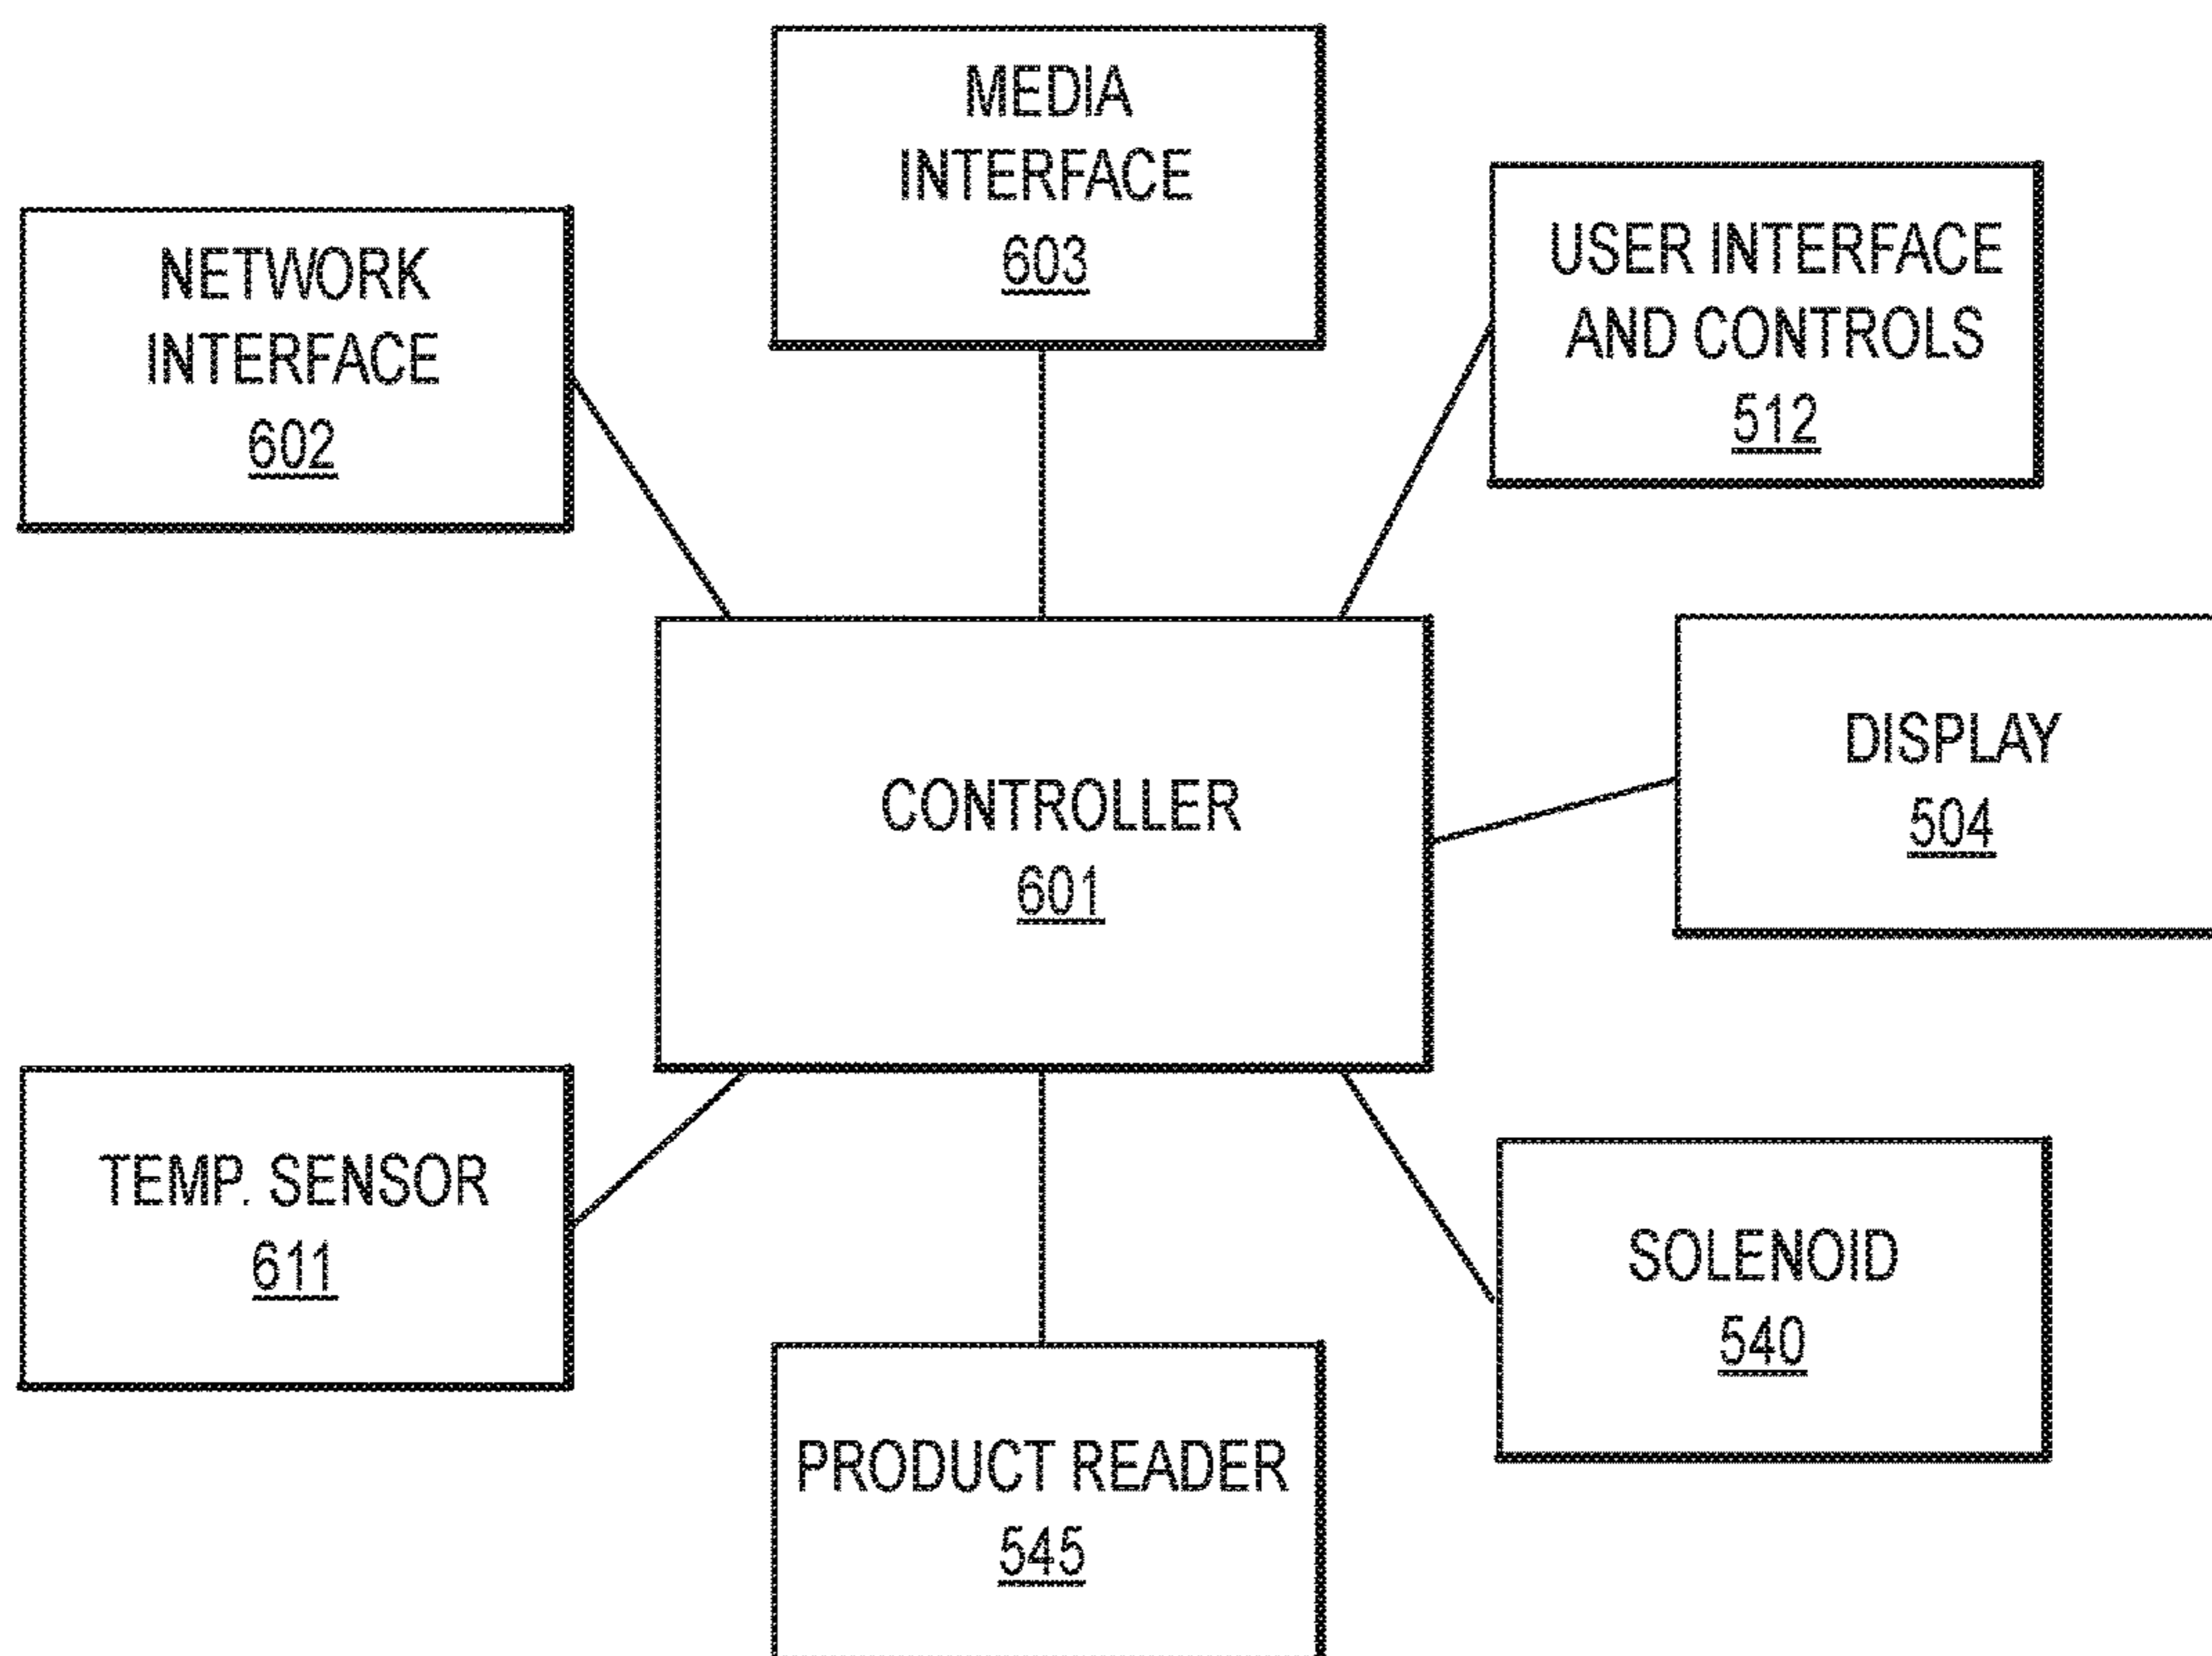 MEDIA
INTERFACE
603
NETWORK
INTERFACE
602
USER INTERFACE
AND CONTROLS
512
CONTROLLER
601
DISPLAY
504
TEMP. SENSOR
611
SOLENOID
540
PRODUCT READER
545